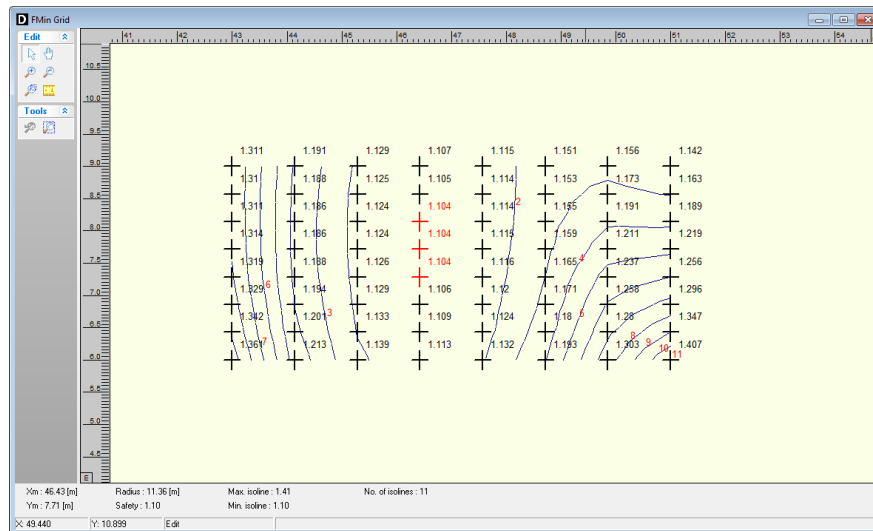 FMin Grid
Edit
Tools
41 42 43 44 45 46 47 48 49 50 51 52 53 54
10.5
10.0
9.5
9.0
8.5
8.0
7.5
7.0
6.5
6.0
5.5
5.0
4.5
E
1.311 1.191 1.129 1.107 1.115 1.151 1.156 1.142
1.31 1.188 1.125 1.105 1.114 1.153 1.173 1.163
1.311 1.186 1.124 1.104 1.114 2 1.155 1.191 1.189
1.314 1.186 1.124 1.104 1.115 1.159 1.211 1.219
1.319 1.188 1.126 1.104 1.116 1.165 4 1.237 1.256
1.329 6 1.194 1.129 1.106 1.12 1.171 1.258 1.296
1.342 1.201 3 1.133 1.109 1.124 1.18 5 1.28 1.347
1.361 7 1.213 1.139 1.113 1.132 1.193 1.303 8 9 10 11 1.407
Xm : 46.43 [m] Radius : 11.36 [m] Max. isoline : 1.41 No. of isolines : 11
Ym : 7.71 [m] Safety : 1.10 Min. isoline : 1.10
X: 49.440 Y: 10.899 Edit